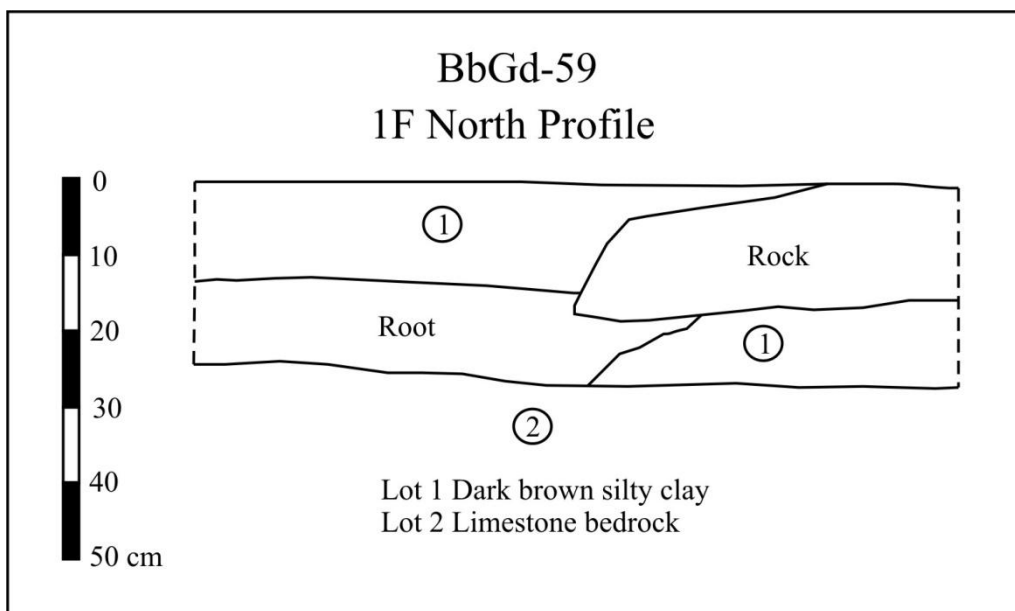 BbGd-59
1F North Profile
0
10
20
30
40
50 cm
1
Rock
Root
1
2
Lot 1 Dark brown silty clay
Lot 2 Limestone bedrock